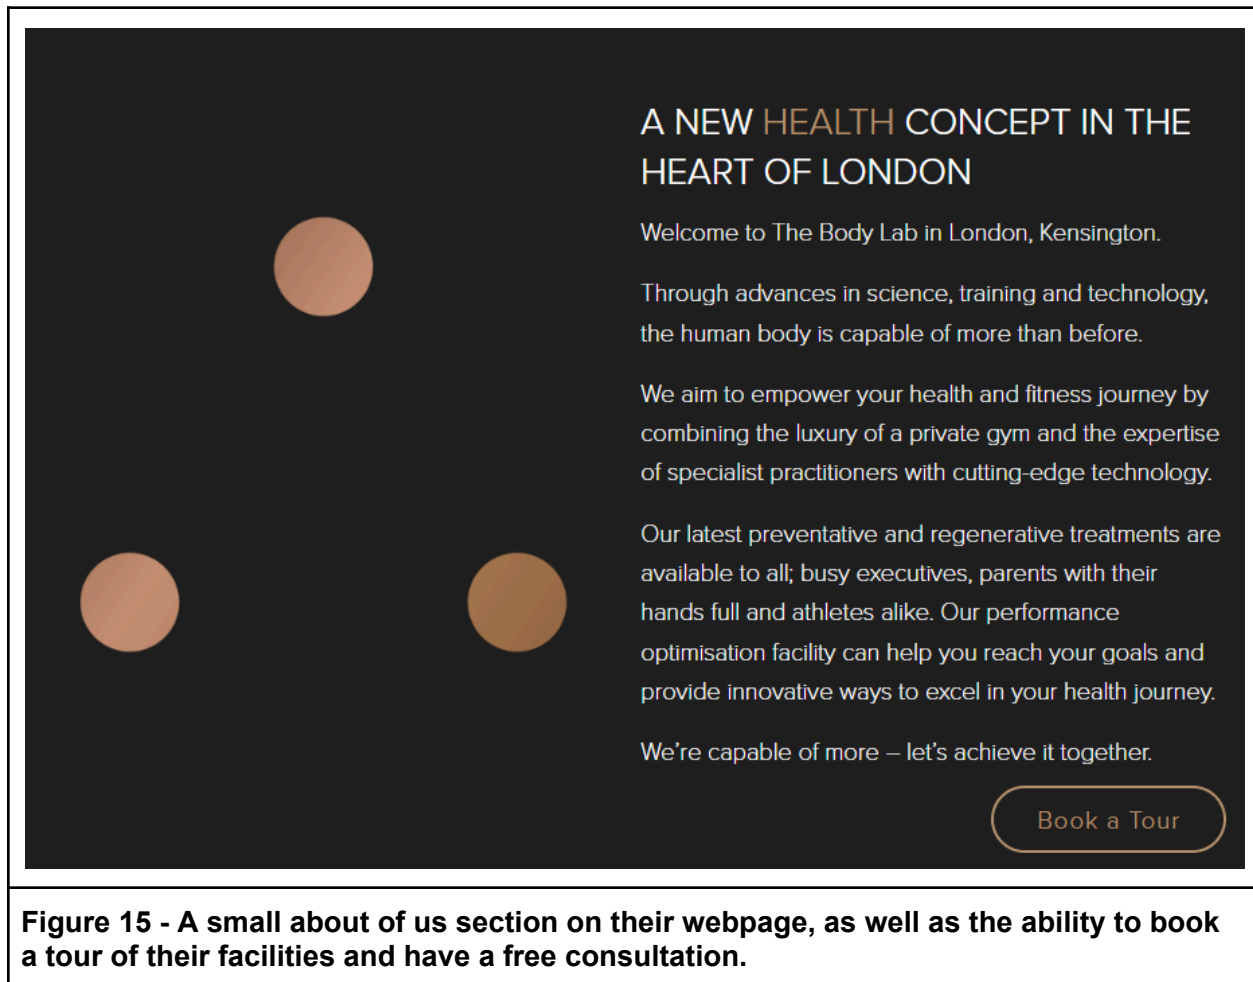 A NEW HEALTH CONCEPT IN THE
HEART OF LONDON
Welcome to The Body Lab in London, Kensington.
Through advances in science, training and technology,
the human body is capable of more than before.
We aim to empower your health and fitness journey by
combining the luxury of a private gym and the expertise
of specialist practitioners with cutting-edge technology.
Our latest preventative and regenerative treatments are
available to all; busy executives, parents with their
hands full and athletes alike. Our performance
optimisation facility can help you reach your goals and
provide innovative ways to excel in your health journey.
We’re capable of more – let’s achieve it together.
Book a Tour
Figure 15 - A small about of us section on their webpage, as well as the ability to book
a tour of their facilities and have a free consultation.